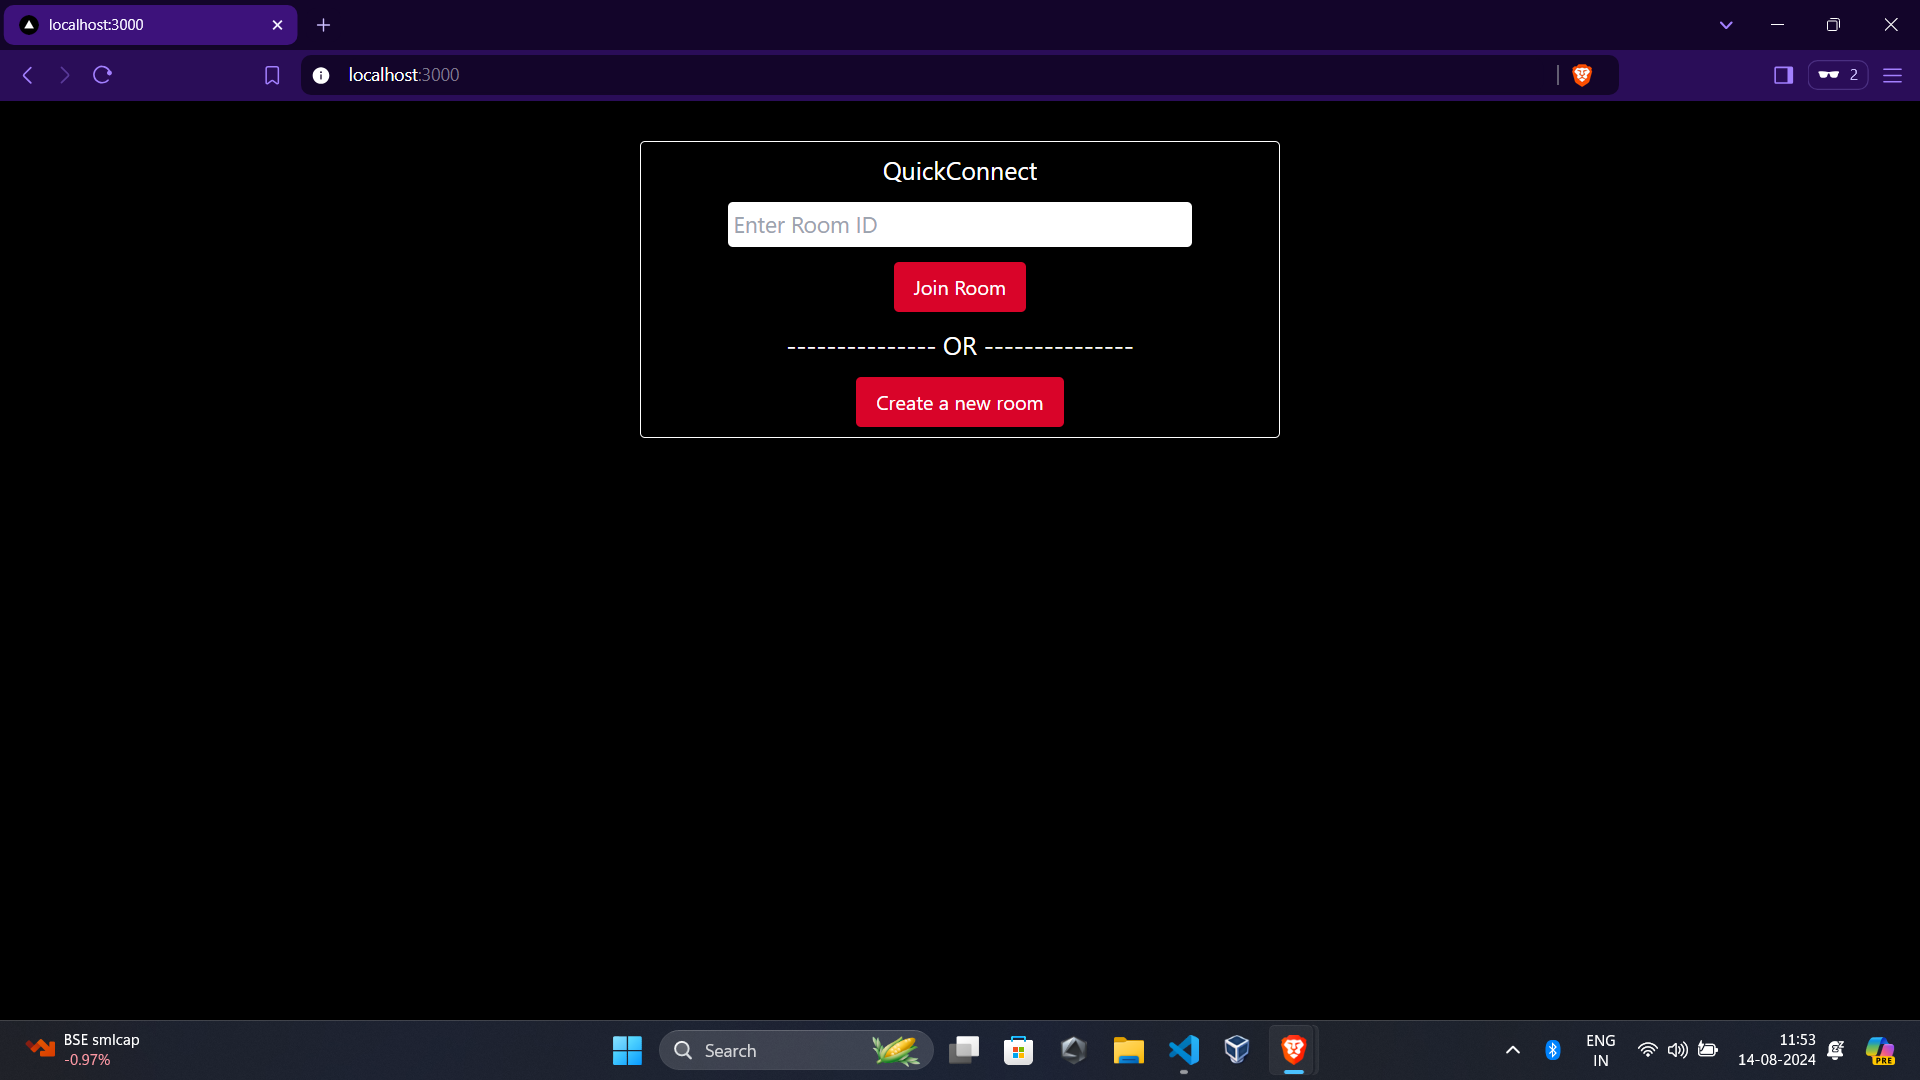 localhost:3000
localhost:3000
2
QuickConnect
Enter Room ID
Join Room
--------------- OR ---------------
Create a new room
BSE smlcap
-0.97%
Search
ENG
IN
11:53
14-08-2024
PRE